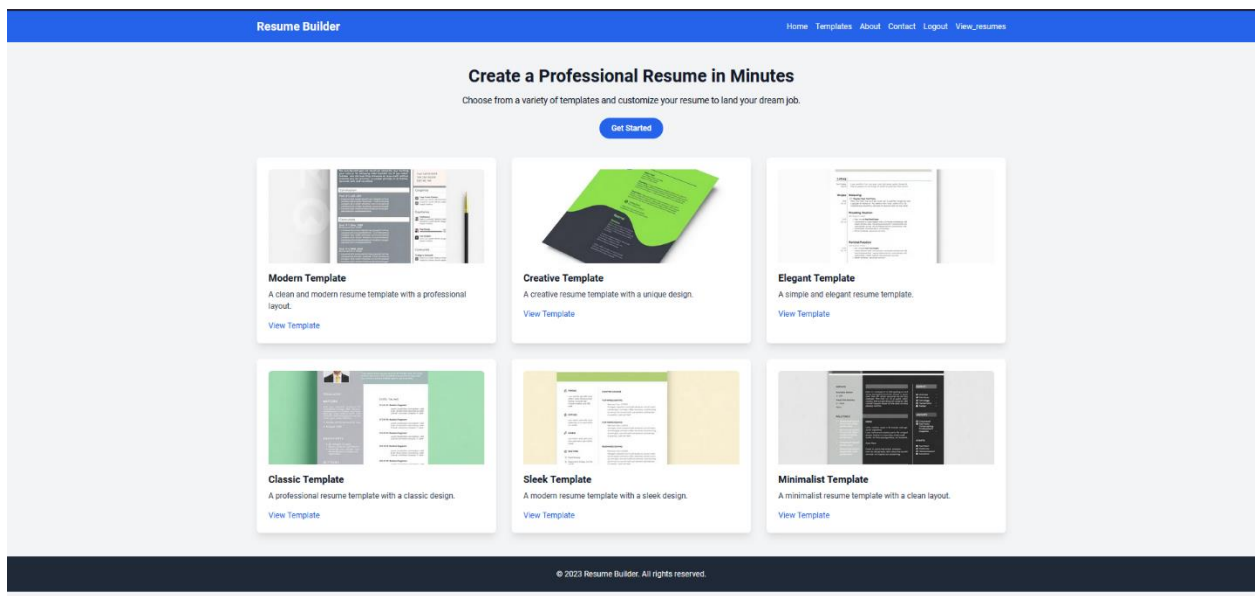 Resume Builder
Home Templates About Contact Logout View_resumes
Create a Professional Resume in Minutes
Choose from a variety of templates and customize your resume to land your dream job.
Get Started
Modern Template
A clean and modern resume template with a professional
layout.
View Template
Creative Template
A creative resume template with a unique design.
View Template
Elegant Template
A simple and elegant resume template.
View Template
Classic Template
A professional resume template with a classic design.
View Template
Sleek Template
A modern resume template with a sleek design.
View Template
Minimalist Template
A minimalist resume template with a clean layout.
View Template
© 2023 Resume Builder. All rights reserved.